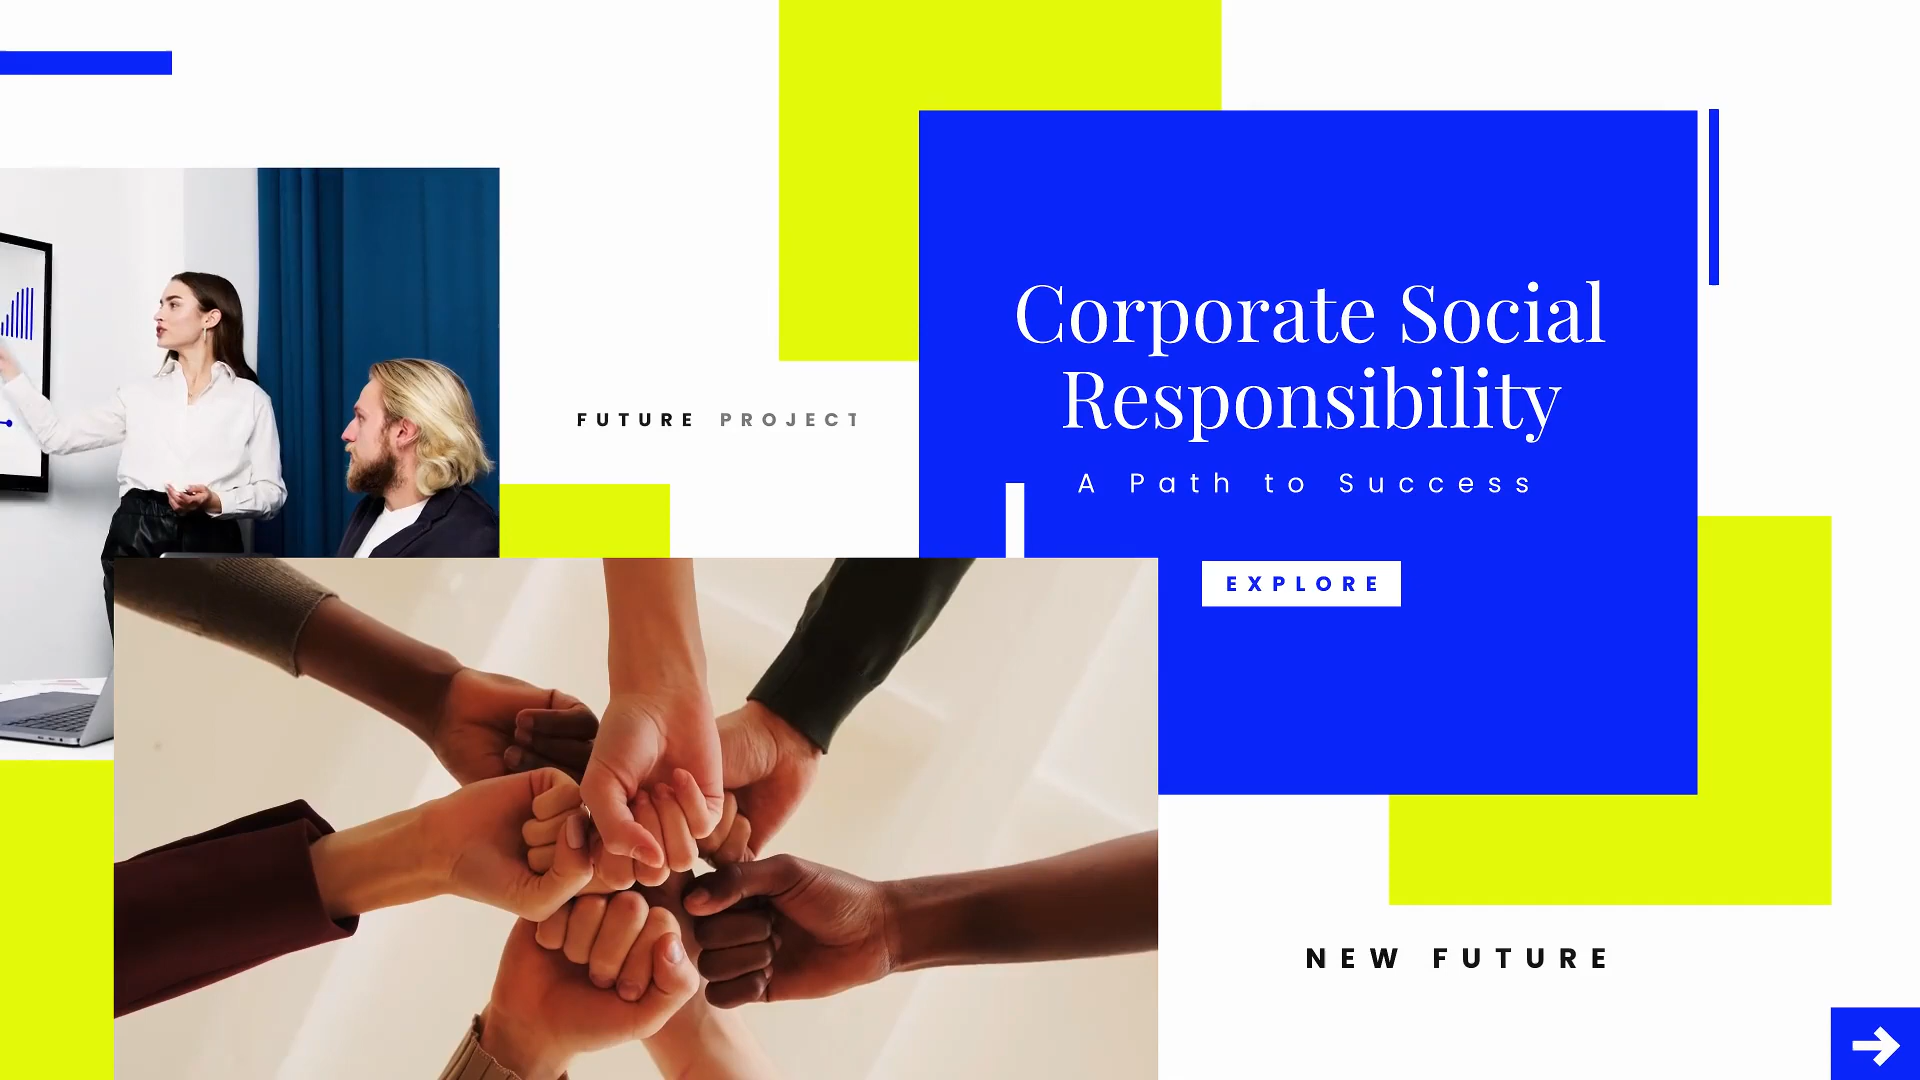 FUTURE PROJECT
Corporate Social
Responsibility
A Path to Success
EXPLORE
NEW FUTURE